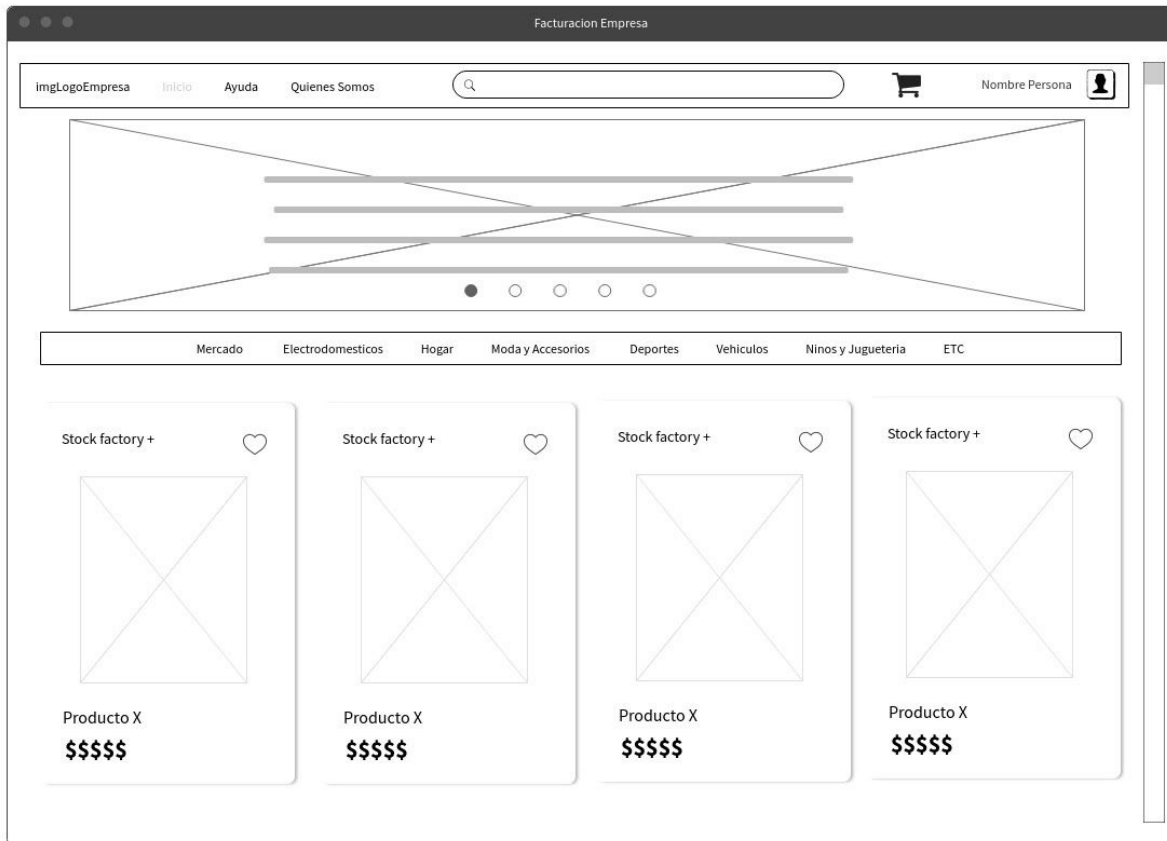 Facturacion Empresa
imgLogoEmpresa Inicio Ayuda Quienes Somos Nombre Persona
Mercado Electrodomesticos Hogar Moda y Accesorios Deportes Vehiculos Ninos y Jugueteria ETC
Stock factory + Stock factory + Stock factory + Stock factory +
Producto X Producto X Producto X Producto X
$$$$$ $$$$$ $$$$$ $$$$$